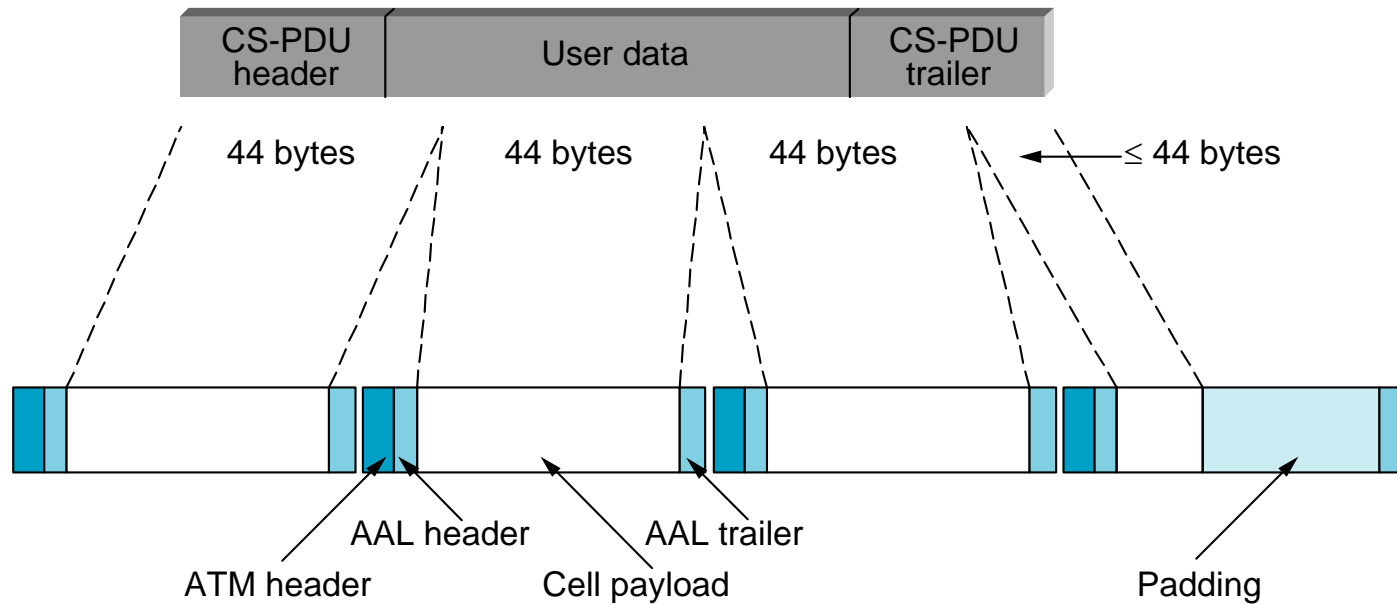 CS-PDU
header
User data
CS-PDU
trailer
44 bytes
44 bytes
44 bytes
≤ 44 bytes
AAL header
AAL trailer
ATM header
Cell payload
Padding